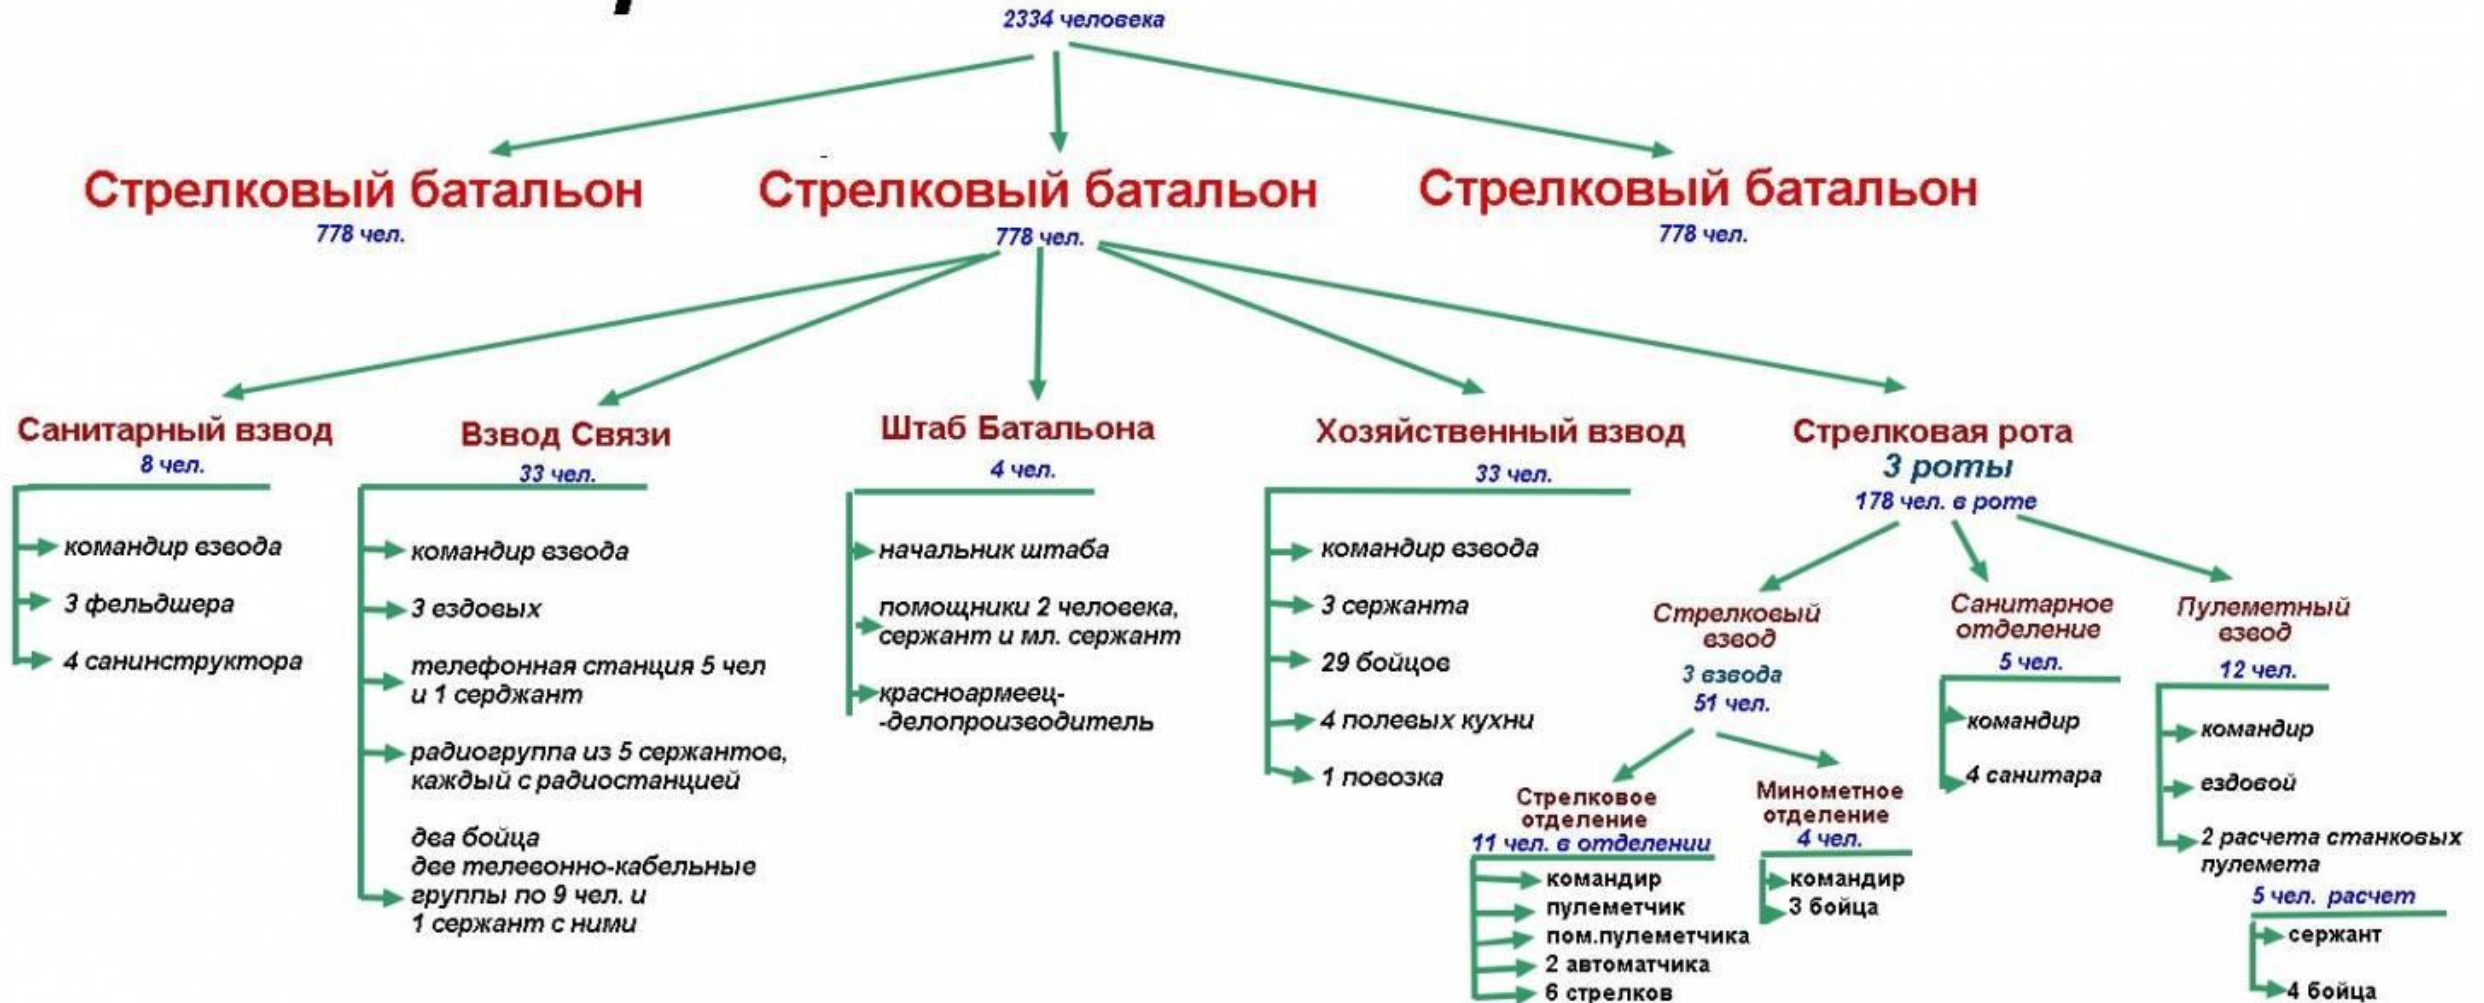 2334 человека
Стрелковый батальон
778 чел.
Стрелковый батальон
778 чел.
Стрелковый батальон
778 чел.
Санитарный взвод
8 чел.
командир взвода
3 фельдшера
4 санинструктора
Взвод Связи
33 чел.
командир взвода
3 ездовых
телефонная станция 5 чел
и 1 серджант
радиогруппа из 5 сержантов,
каждый с радиостанцией
два бойца
две телевонно-кабельные
группы по 9 чел. и
1 сержант с ними
Штаб Батальона
4 чел.
начальник штаба
помощники 2 человека,
сержант и мл. сержант
красноармеец-
-делопроизводитель
Хозяйственный взвод
33 чел.
командир взвода
3 сержанта
29 бойцов
4 полевых кухни
1 повозка
Стрелковая рота
3 роты
178 чел. в роте
Стрелковый
взвод
3 взвода
51 чел.
Стрелковое
отделение
11 чел. в отделении
командир
пулеметчик
пом.пулеметчика
2 автоматчика
6 стрелков
Минометное
отделение
4 чел.
командир
3 бойца
Санитарное
отделение
5 чел.
командир
4 санитара
Пулеметный
взвод
12 чел.
командир
ездовой
2 расчета станковых
пулемета
5 чел. расчет
сержант
4 бойца